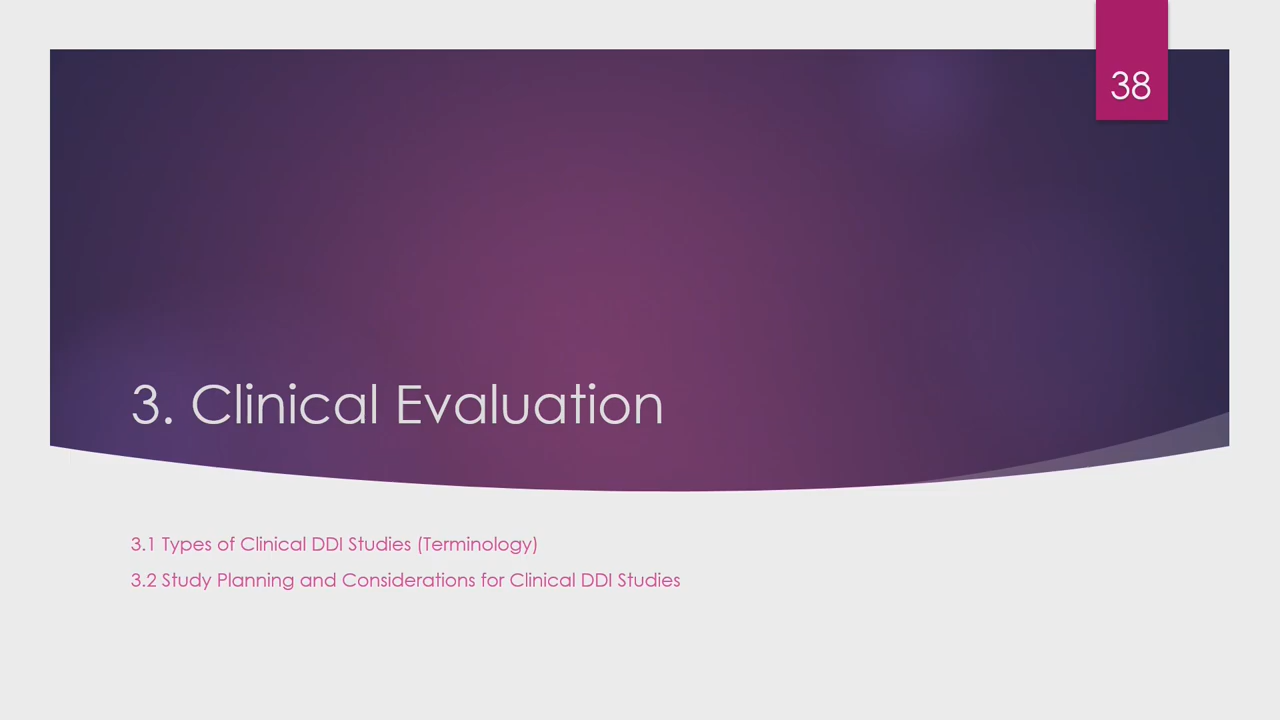 38
3. Clinical Evaluation
3.1 Types of Clinical DDI Studies (Terminology)
3.2 Study Planning and Considerations for Clinical DDI Studies